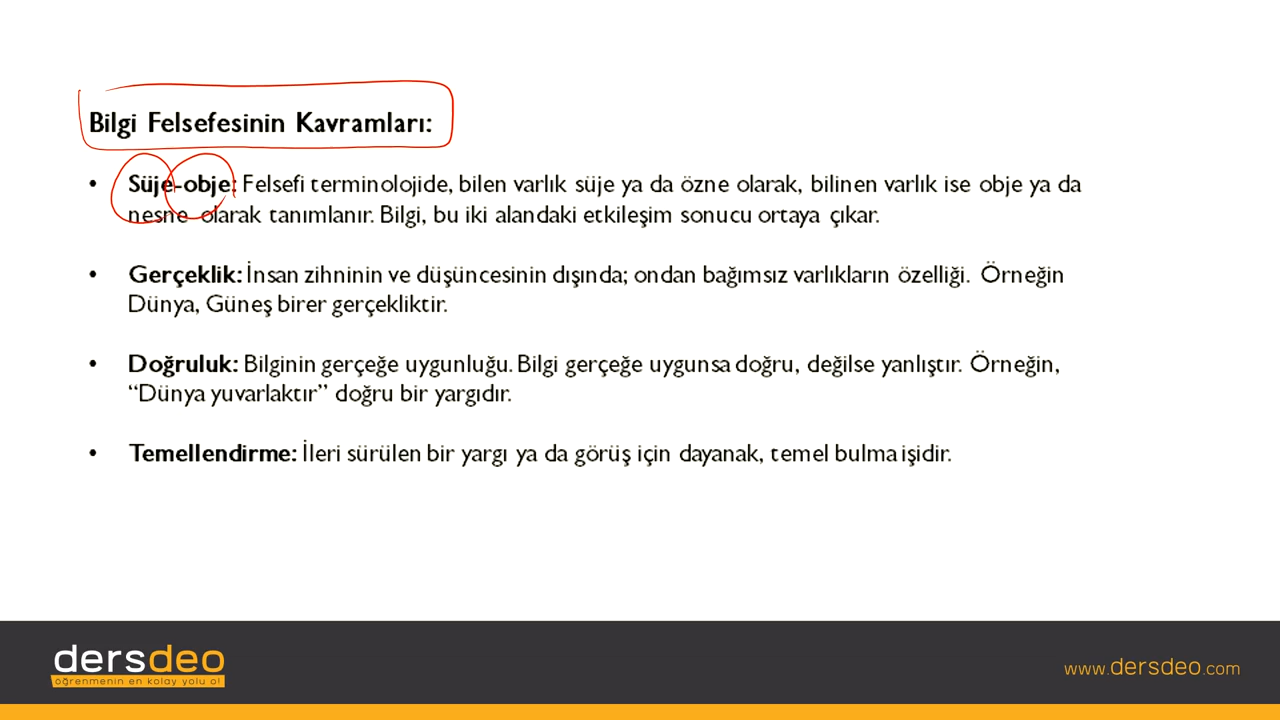 Bilgi Felsefesinin Kavramları:
• Süje-obje: Felsefi terminolojide, bilen varlık süje ya da özne olarak, bilinen varlık ise obje ya da
nesne olarak tanımlanır. Bilgi, bu iki alandaki etkileşim sonucu ortaya çıkar.
• Gerçeklik: İnsan zihninin ve düşüncesinin dışında; ondan bağımsız varlıkların özelliği. Örneğin
Dünya, Güneş birer gerçekliktir.
• Doğruluk: Bilginin gerçeğe uygunluğu. Bilgi gerçeğe uygunsa doğru, değilse yanlıştır. Örneğin,
“Dünya yuvarlaktır” doğru bir yargıdır.
• Temellendirme: İleri sürülen bir yargı ya da görüş için dayanak, temel bulma işidir.
dersdeo
öğrenmenin en kolay yolu o!
www.dersdeo.com